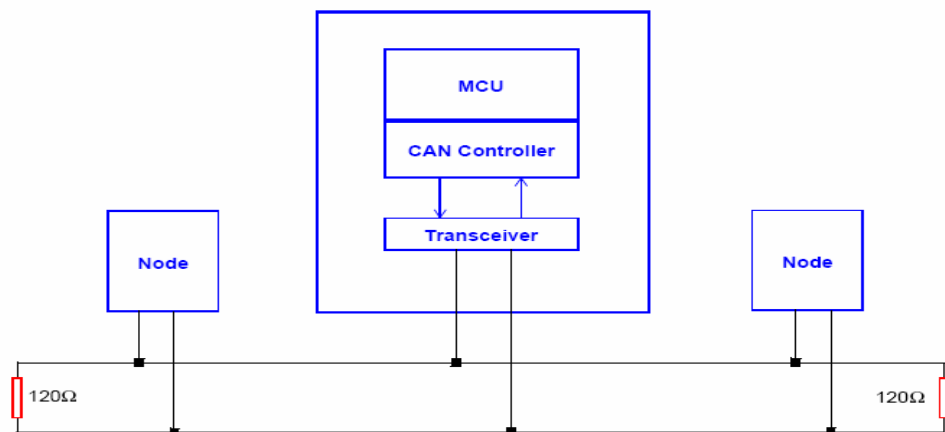 MCU
CAN Controller
Transceiver
Node
Node
120Ω
120Ω